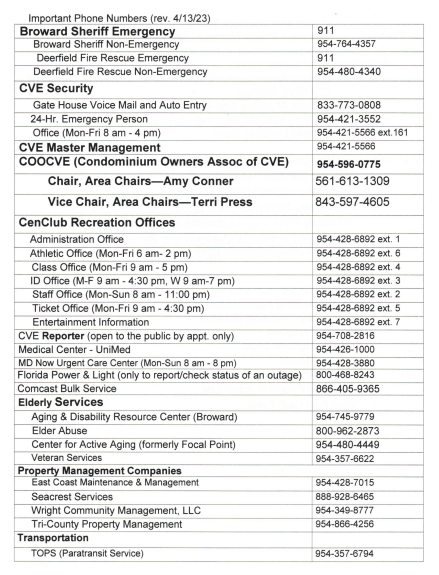 Important Phone Numbers (rev. 4/13/23)
Broward Sheriff Emergency 911
Broward Sheriff Non-Emergency 954-764-4357
Deerfield Fire Rescue Emergency 911
Deerfield Fire Rescue Non-Emergency 954-480-4340
CVE Security
Gate House Voice Mail and Auto Entry 833-773-0808
24-Hr. Emergency Person 954-421-3552
Office (Mon-Fri 8 am - 4 pm) 954-421-5566 ext.161
CVE Master Management 954-421-5566
COOCVE (Condominium Owners Assoc of CVE) 954-596-0775
Chair, Area Chairs—Amy Conner 561-613-1309
Vice Chair, Area Chairs—Terri Press 843-597-4605
CenClub Recreation Offices
Administration Office 954-428-6892 ext. 1
Athletic Office (Mon-Fri 6 am- 2 pm) 954-428-6892 ext. 6
Class Office (Mon-Fri 9 am - 5 pm) 954-428-6892 ext. 4
ID Office (M-F 9 am - 4:30 pm, W 9 am-7 pm) 954-428-6892 ext. 3
Staff Office (Mon-Sun 8 am - 11:00 pm) 954-428-6892 ext. 2
Ticket Office (Mon-Fri 9 am - 4:30 pm) 954-428-6892 ext. 5
Entertainment Information 954-428-6892 ext. 7
CVE Reporter (open to the public by appt. only) 954-708-2816
Medical Center - UniMed 954-426-1000
MD Now Urgent Care Center (Mon-Sun 8 am - 8 pm) 954-428-3880
Florida Power & Light (only to report/check status of an outage) 800-468-8243
Comcast Bulk Service 866-405-9365
Elderly Services
Aging & Disability Resource Center (Broward) 954-745-9779
Elder Abuse 800-962-2873
Center for Active Aging (formerly Focal Point) 954-480-4449
Veteran Services 954-357-6622
Property Management Companies
East Coast Maintenance & Management 954-428-7015
Seacrest Services 888-928-6465
Wright Community Management, LLC 954-349-8777
Tri-County Property Management 954-866-4256
Transportation
TOPS (Paratransit Service) 954-357-6794